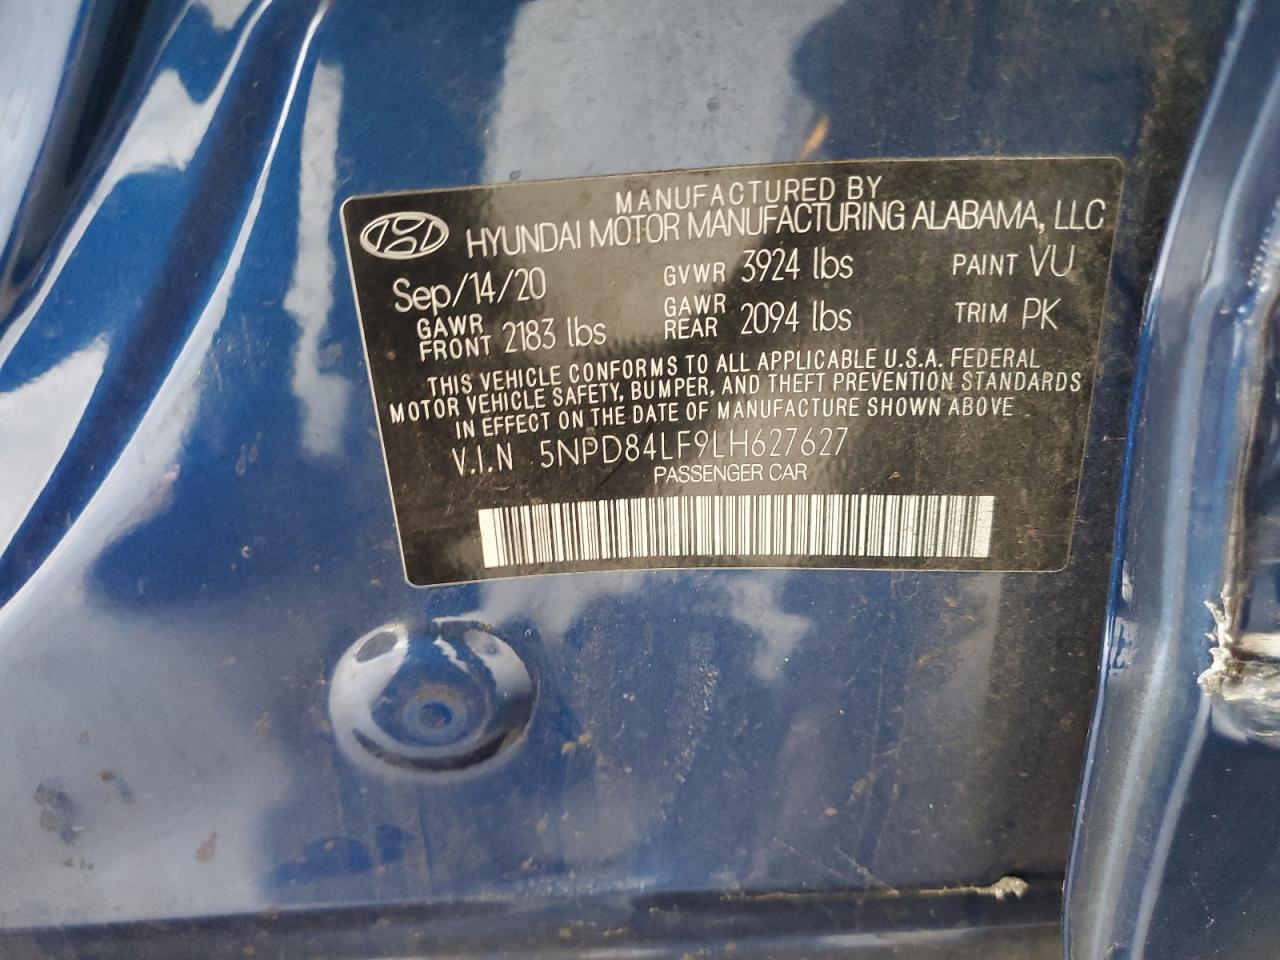 MANUFACTURED BY
HYUNDAI MOTOR MANUFACTURING ALABAMA, LLC
Sep/14/20 GVWR 3924 lbs PAINT VU
GAWR FRONT 2183 lbs GAWR REAR 2094 lbs TRIM PK
THIS VEHICLE CONFORMS TO ALL APPLICABLE U.S.A. FEDERAL
MOTOR VEHICLE SAFETY, BUMPER, AND THEFT PREVENTION STANDARDS
IN EFFECT ON THE DATE OF MANUFACTURE SHOWN ABOVE
V.I.N 5NPD84LF9LH627627
PASSENGER CAR